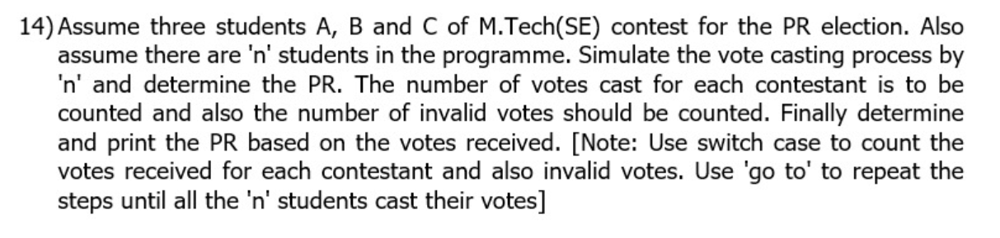 14) Assume three students A, B and C of M.Tech(SE) contest for the PR election. Also
assume there are 'n' students in the programme. Simulate the vote casting process by
'n' and determine the PR. The number of votes cast for each contestant is to be
counted and also the number of invalid votes should be counted. Finally determine
and print the PR based on the votes received. [Note: Use switch case to count the
votes received for each contestant and also invalid votes. Use 'go to' to repeat the
steps until all the 'n' students cast their votes]